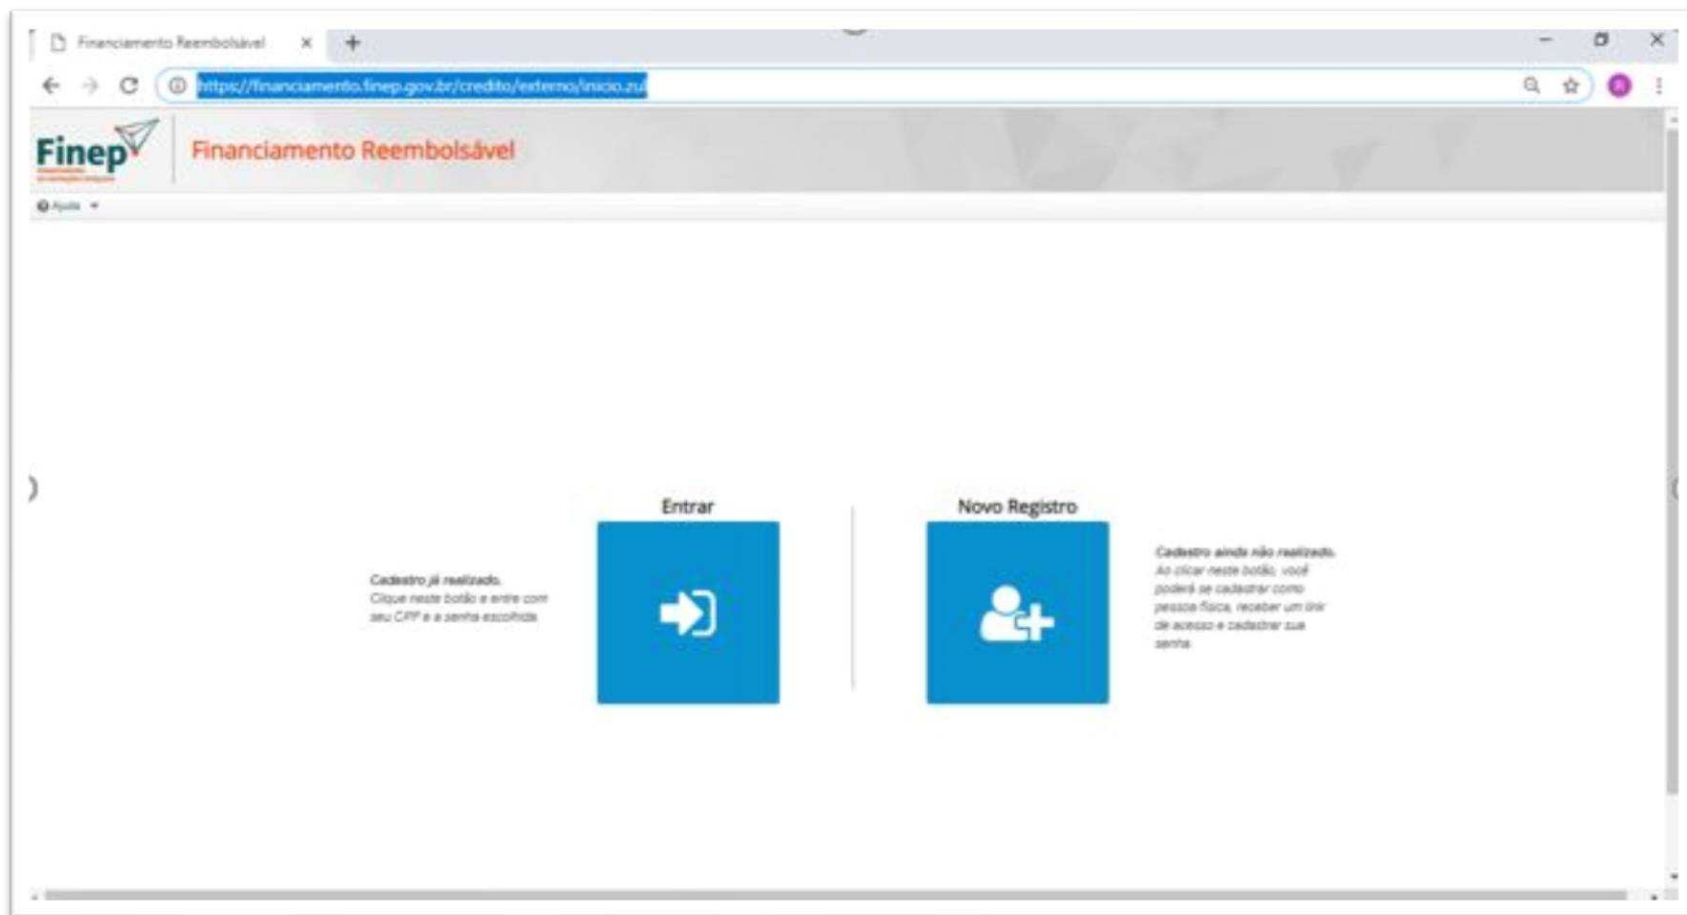 Financiamento Reembolsável
https://financiamento.finep.gov.br/credito/externo/inicio.zul
Finep
Financiamento Reembolsável
Ajuda
Entrar
Cadastro já realizado.
Clique neste botão e entre com
seu CPF e a senha escolhida
Novo Registro
Cadastro ainda não realizado.
Ao clicar neste botão, você
poderá se cadastrar como
pessoa física, receber um link
de acesso e cadastrar sua
senha.